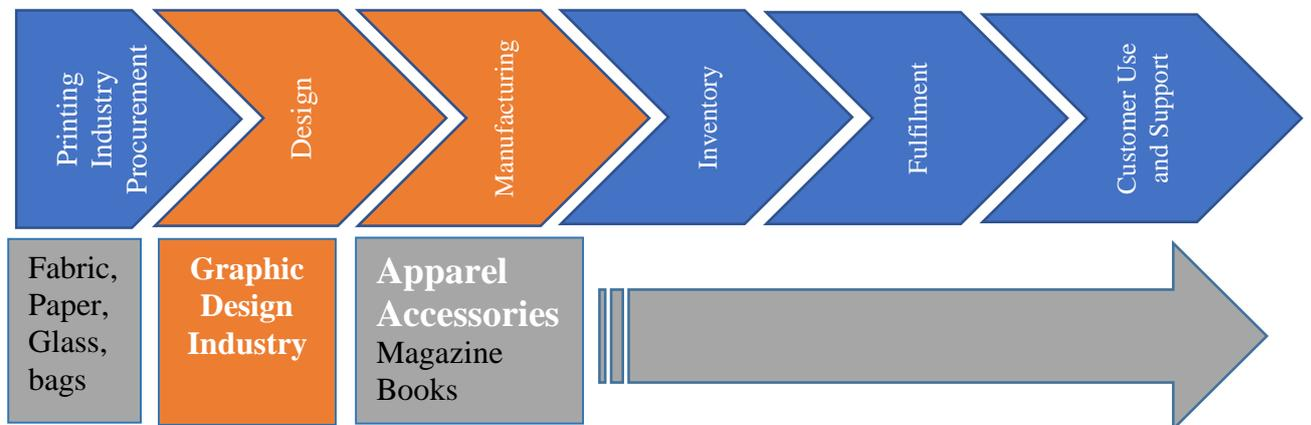 Printing
Industry
Procurement
Design
Manufacturing
Inventory
Fulfilment
Customer Use
and Support
Fabric,
Paper,
Glass,
bags
Graphic
Design
Industry
Apparel
Accessories
Magazine
Books